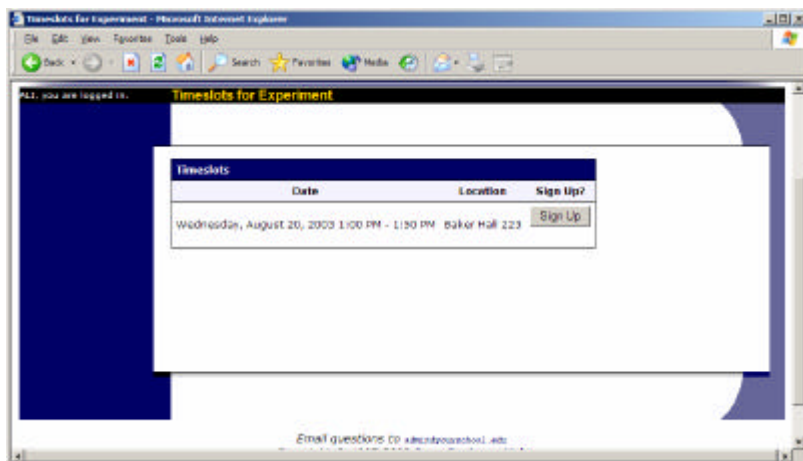 Timeslots for Experiment - Microsoft Internet Explorer
File Edit View Favorites Tools Help
Back Search Favorites Media
ALI, you are logged in.
Timeslots for Experiment
Timeslots
Date Location Sign Up?
Wednesday, August 20, 2003 1:00 PM - 1:30 PM Baker Hall 223 Sign Up
Email questions to